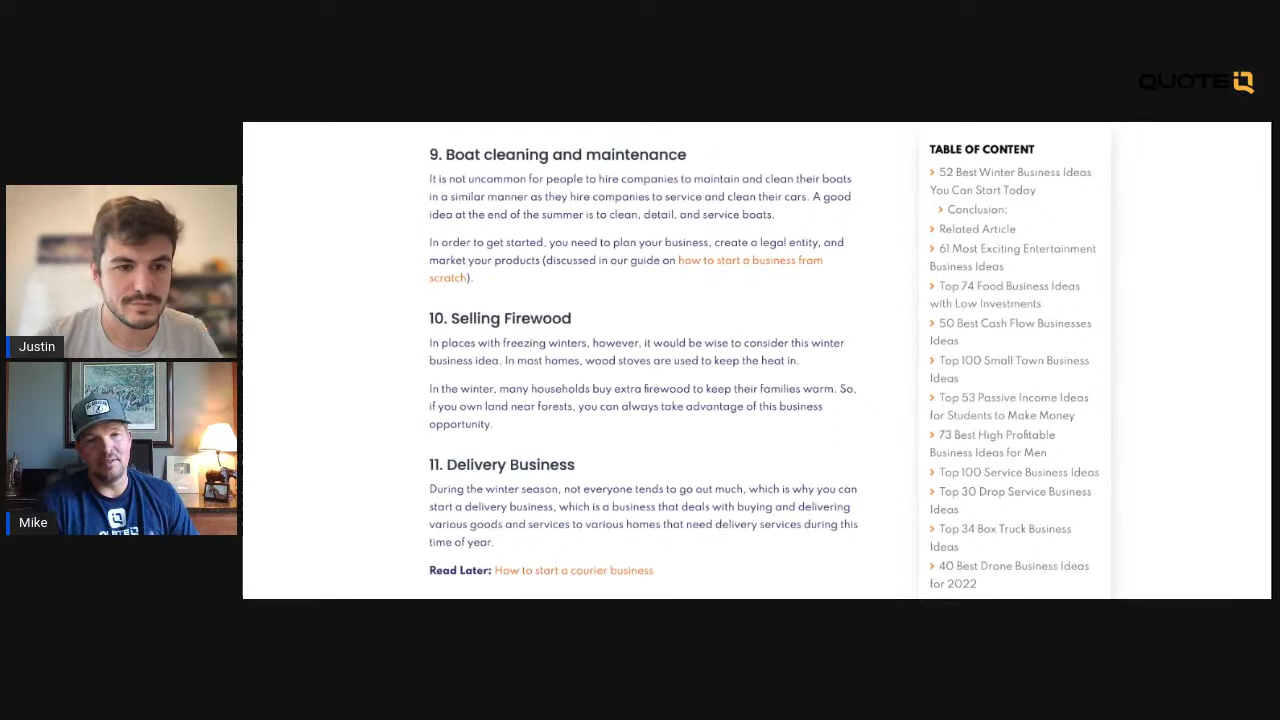 QUOTE
9. Boat cleaning and maintenance
It is not uncommon for people to hire companies to maintain and clean their boats
in a similar manner as they hire companies to service and clean their cars. A good
idea at the end of the summer is to clean, detail, and service boats.
In order to get started, you need to plan your business, create a legal entity, and
market your products (discussed in our guide on how to start a business from
scratch).
10. Selling Firewood
In places with freezing winters, however, it would be wise to consider this winter
business idea. In most homes, wood stoves are used to keep the heat in.
In the winter, many households buy extra firewood to keep their families warm. So,
if you own land near forests, you can always take advantage of this business
opportunity.
11. Delivery Business
During the winter season, not everyone tends to go out much, which is why you can
start a delivery business, which is a business that deals with buying and delivering
various goods and services to various homes that need delivery services during this
time of year.
Read Later: How to start a courier business
TABLE OF CONTENT
52 Best Winter Business Ideas
You Can Start Today
Conclusion:
Related Article
61 Most Exciting Entertainment
Business Ideas
Top 74 Food Business Ideas
with Low Investments
50 Best Cash Flow Businesses
Ideas
Top 100 Small Town Business
Ideas
Top 53 Passive Income Ideas
for Students to Make Money
73 Best High Profitable
Business Ideas for Men
Top 100 Service Business Ideas
Top 30 Drop Service Business
Ideas
Top 34 Box Truck Business
Ideas
40 Best Drone Business Ideas
for 2022
Justin
Mike